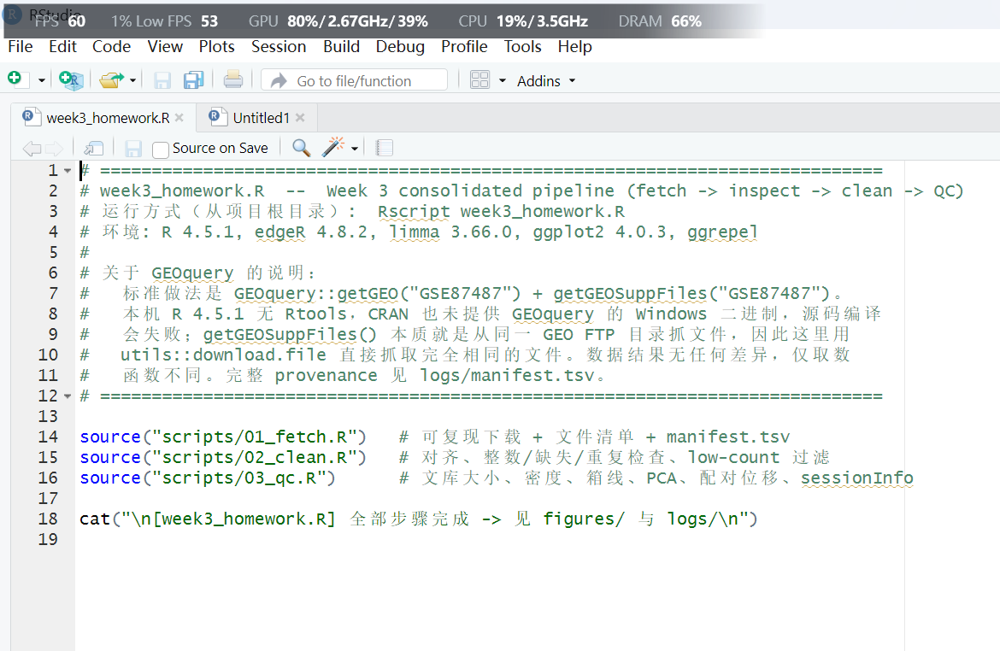 RStudio
FPS 60 1% Low FPS 53 GPU 80%/2.67GHz/39% CPU 19%/3.5GHz DRAM 66%
File Edit Code View Plots Session Build Debug Profile Tools Help
Go to file/function Addins
week3_homework.R Untitled1
Source on Save
1 # ============================================================================
2 # week3_homework.R -- Week 3 consolidated pipeline (fetch -> inspect -> clean -> QC)
3 # 运行方式（从项目根目录）: Rscript week3_homework.R
4 # 环境: R 4.5.1, edgeR 4.8.2, limma 3.66.0, ggplot2 4.0.3, ggrepel
5 #
6 # 关于 GEOquery 的说明:
7 #   标准做法是 GEOquery::getGEO("GSE87487") + getGEOSuppFiles("GSE87487")。
8 #   本机 R 4.5.1 无 Rtools，CRAN 也未提供 GEOquery 的 Windows 二进制，源码编译
9 #   会失败；getGEOSuppFiles() 本质就是从同一 GEO FTP 目录抓文件，因此这里用
10 #   utils::download.file 直接抓取完全相同的文件。数据结果无任何差异，仅取数
11 #   函数不同。完整 provenance 见 logs/manifest.tsv。
12 # ============================================================================
13
14 source("scripts/01_fetch.R")   # 可复现下载 + 文件清单 + manifest.tsv
15 source("scripts/02_clean.R")   # 对齐、整数/缺失/重复检查、low-count 过滤
16 source("scripts/03_qc.R")      # 文库大小、密度、箱线、PCA、配对位移、sessionInfo
17
18 cat("\n[week3_homework.R] 全部步骤完成 -> 见 figures/ 与 logs/\n")
19